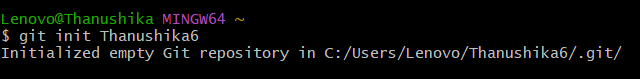 Lenovo@Thanushika MINGW64 ~
$ git init Thanushika6
Initialized empty Git repository in C:/Users/Lenovo/Thanushika6/.git/